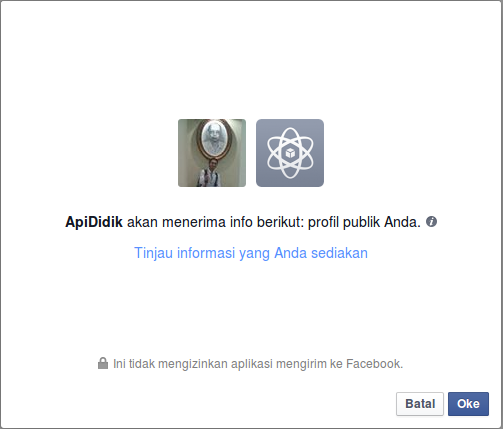 ApiDidik akan menerima info berikut: profil publik Anda.
Tinjau informasi yang Anda sediakan
Ini tidak mengizinkan aplikasi mengirim ke Facebook.
Batal Oke